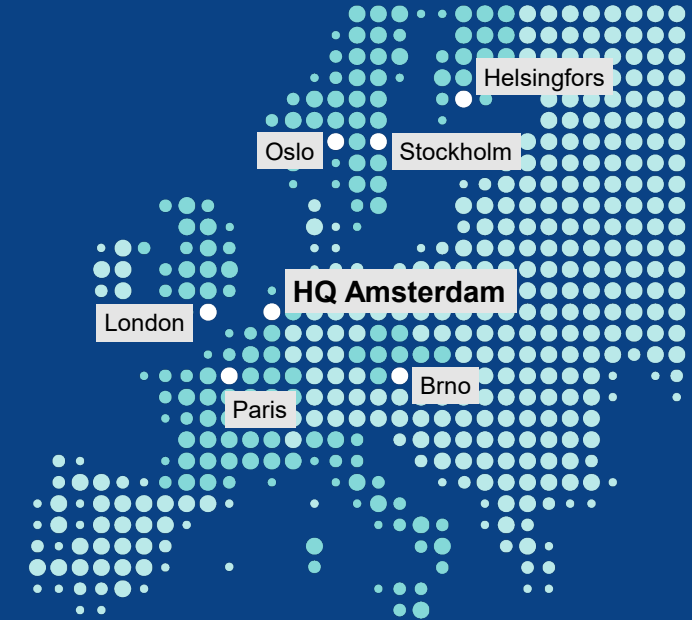 Helsingfors
Oslo
Stockholm
HQ Amsterdam
London
Brno
Paris